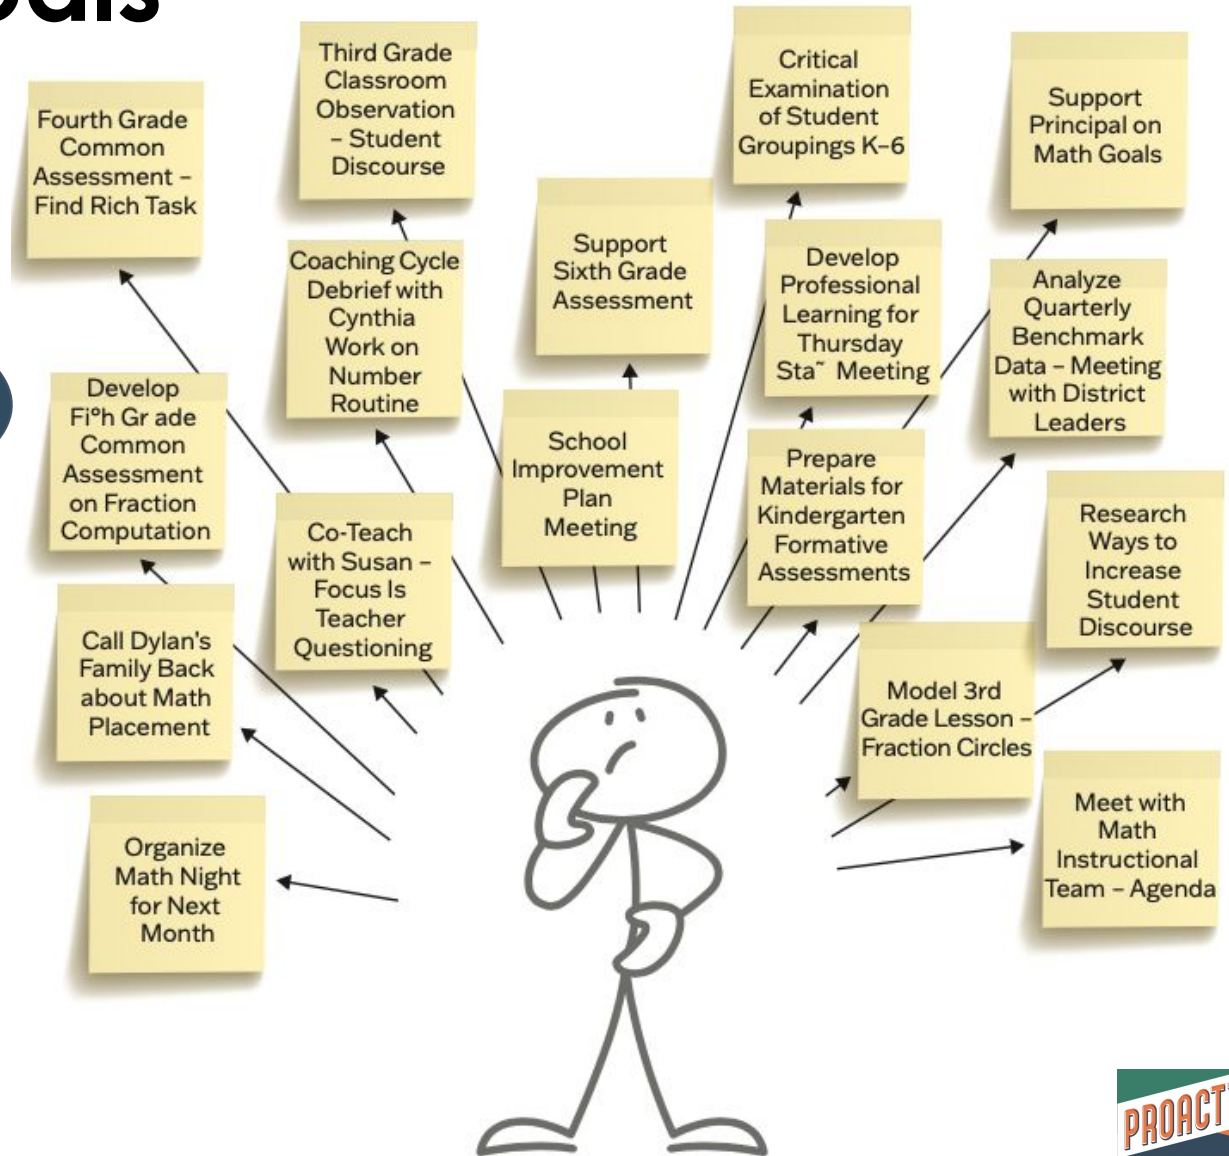 oals
Fourth Grade
Common
Assessment –
Find Rich Task
Third Grade
Classroom
Observation
– Student
Discourse
Critical
Examination
of Student
Groupings K–6
Support
Principal on
Math Goals
Coaching Cycle
Debrief with
Cynthia
Work on
Number
Routine
Support
Sixth Grade
Assessment
Develop
Professional
Learning for
Thursday
Sta˜ Meeting
Analyze
Quarterly
Benchmark
Data – Meeting
with District
Leaders
Develop
Fi°h Gr ade
Common
Assessment
on Fraction
Computation
School
Improvement
Plan
Meeting
Prepare
Materials for
Kindergarten
Formative
Assessments
Research
Ways to
Increase
Student
Discourse
Co-Teach
with Susan –
Focus Is
Teacher
Questioning
Call Dylan's
Family Back
about Math
Placement
Model 3rd
Grade Lesson –
Fraction Circles
Organize
Math Night
for Next
Month
Meet with
Math
Instructional
Team – Agenda
PROACT